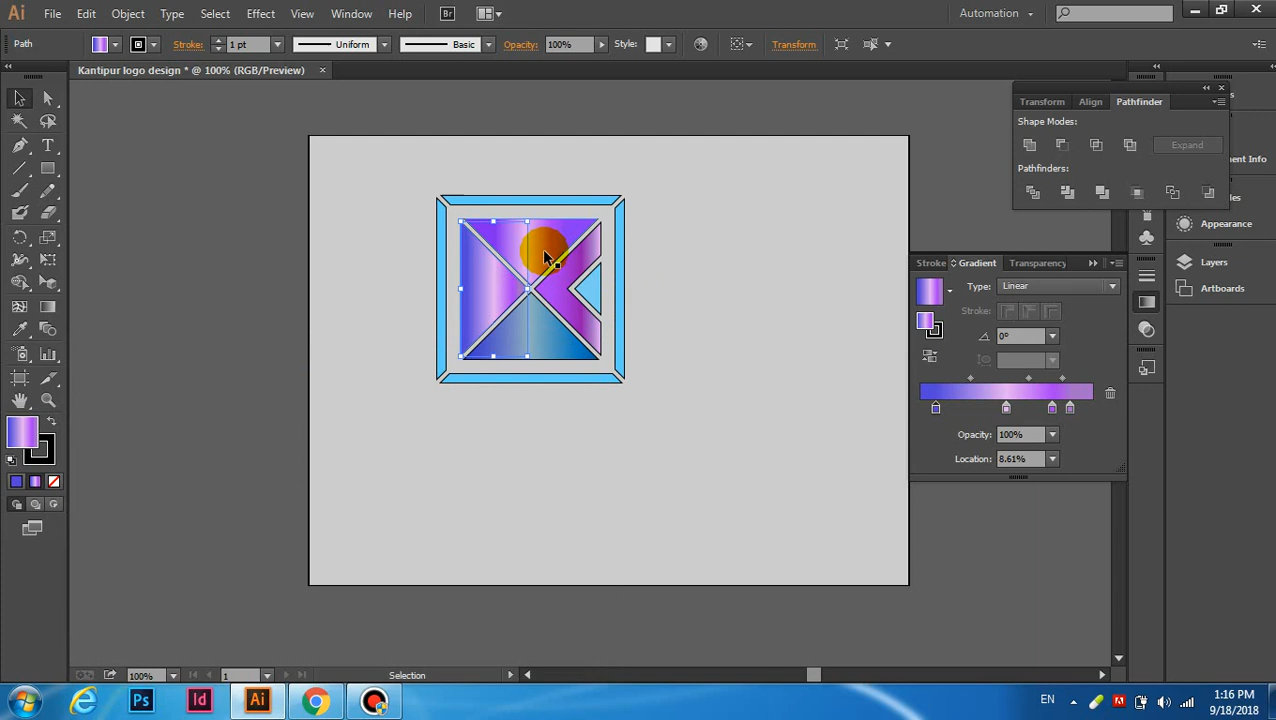 Ai File Edit Object Type Select Effect View Window Help Br Automation
Path Stroke: 1 pt Uniform Basic Opacity: 100% Style: Transform
Kantipur logo design * @ 100% (RGB/Preview) ×
Transform Align Pathfinder
Shape Modes:
Expand
Pathfinders:
Appearance
Layers
Artboards
Stroke Gradient Transparency
Type: Linear
Stroke:
0°
Opacity: 100%
Location: 8.61%
100% 1 Selection
Ps Id Ai EN 1:16 PM
9/18/2018